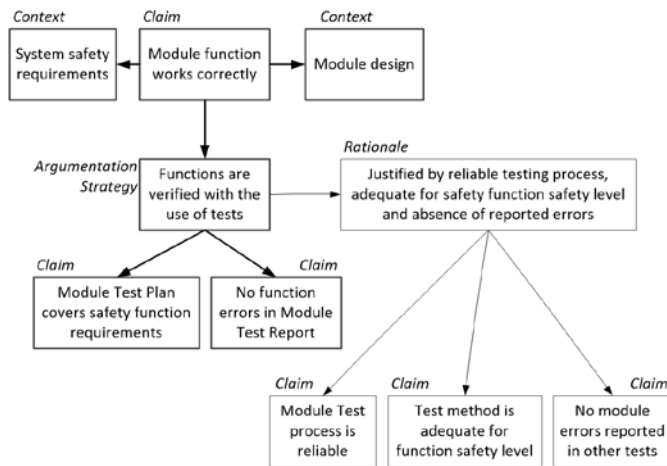 Context
Claim
Context
System safety
requirements
Module function
works correctly
Module design
Argumentation
Strategy
Functions are
verified with the
use of tests
Rationale
Justified by reliable testing process,
adequate for safety function safety level
and absence of reported errors
Claim
Claim
Module Test Plan
covers safety function
requirements
No function
errors in Module
Test Report
Claim
Claim
Claim
Module Test
process is
reliable
Test method is
adequate for
function safety level
No module
errors reported
in other tests